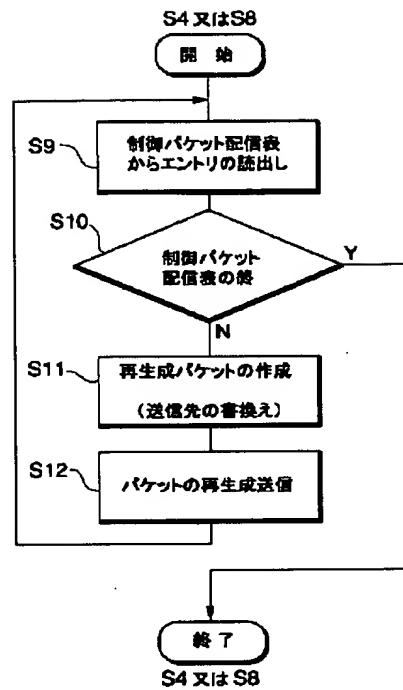 S4又はS8
開 始
S9
制御パケット配信表
からエントリの読出し
S10
制御パケット
配信表の終
Y
N
S11
再生成パケットの作成
(送信先の書換え)
S12
パケットの再生成送信
終 了
S4又はS8